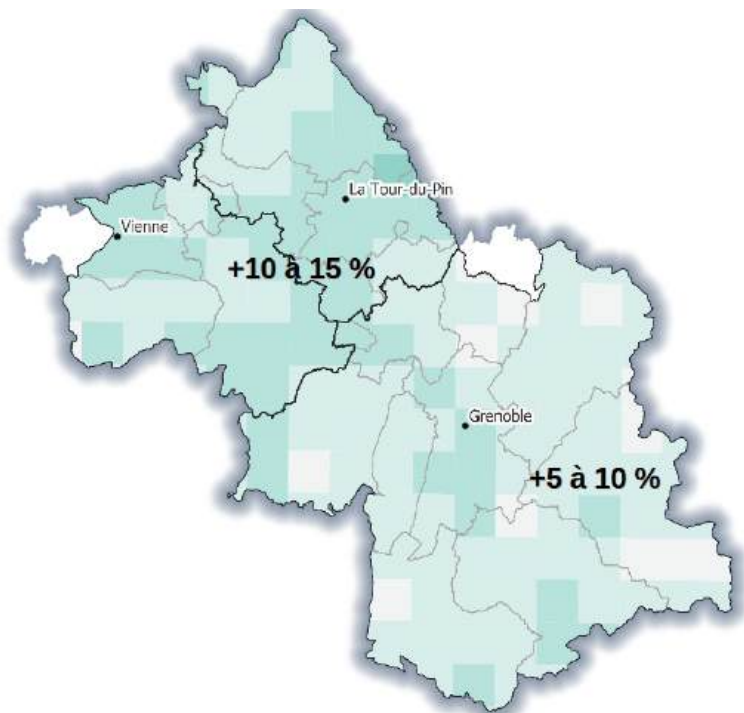 La Tour-du-Pin
Vienne
+10 à 15 %
Grenoble
+5 à 10 %